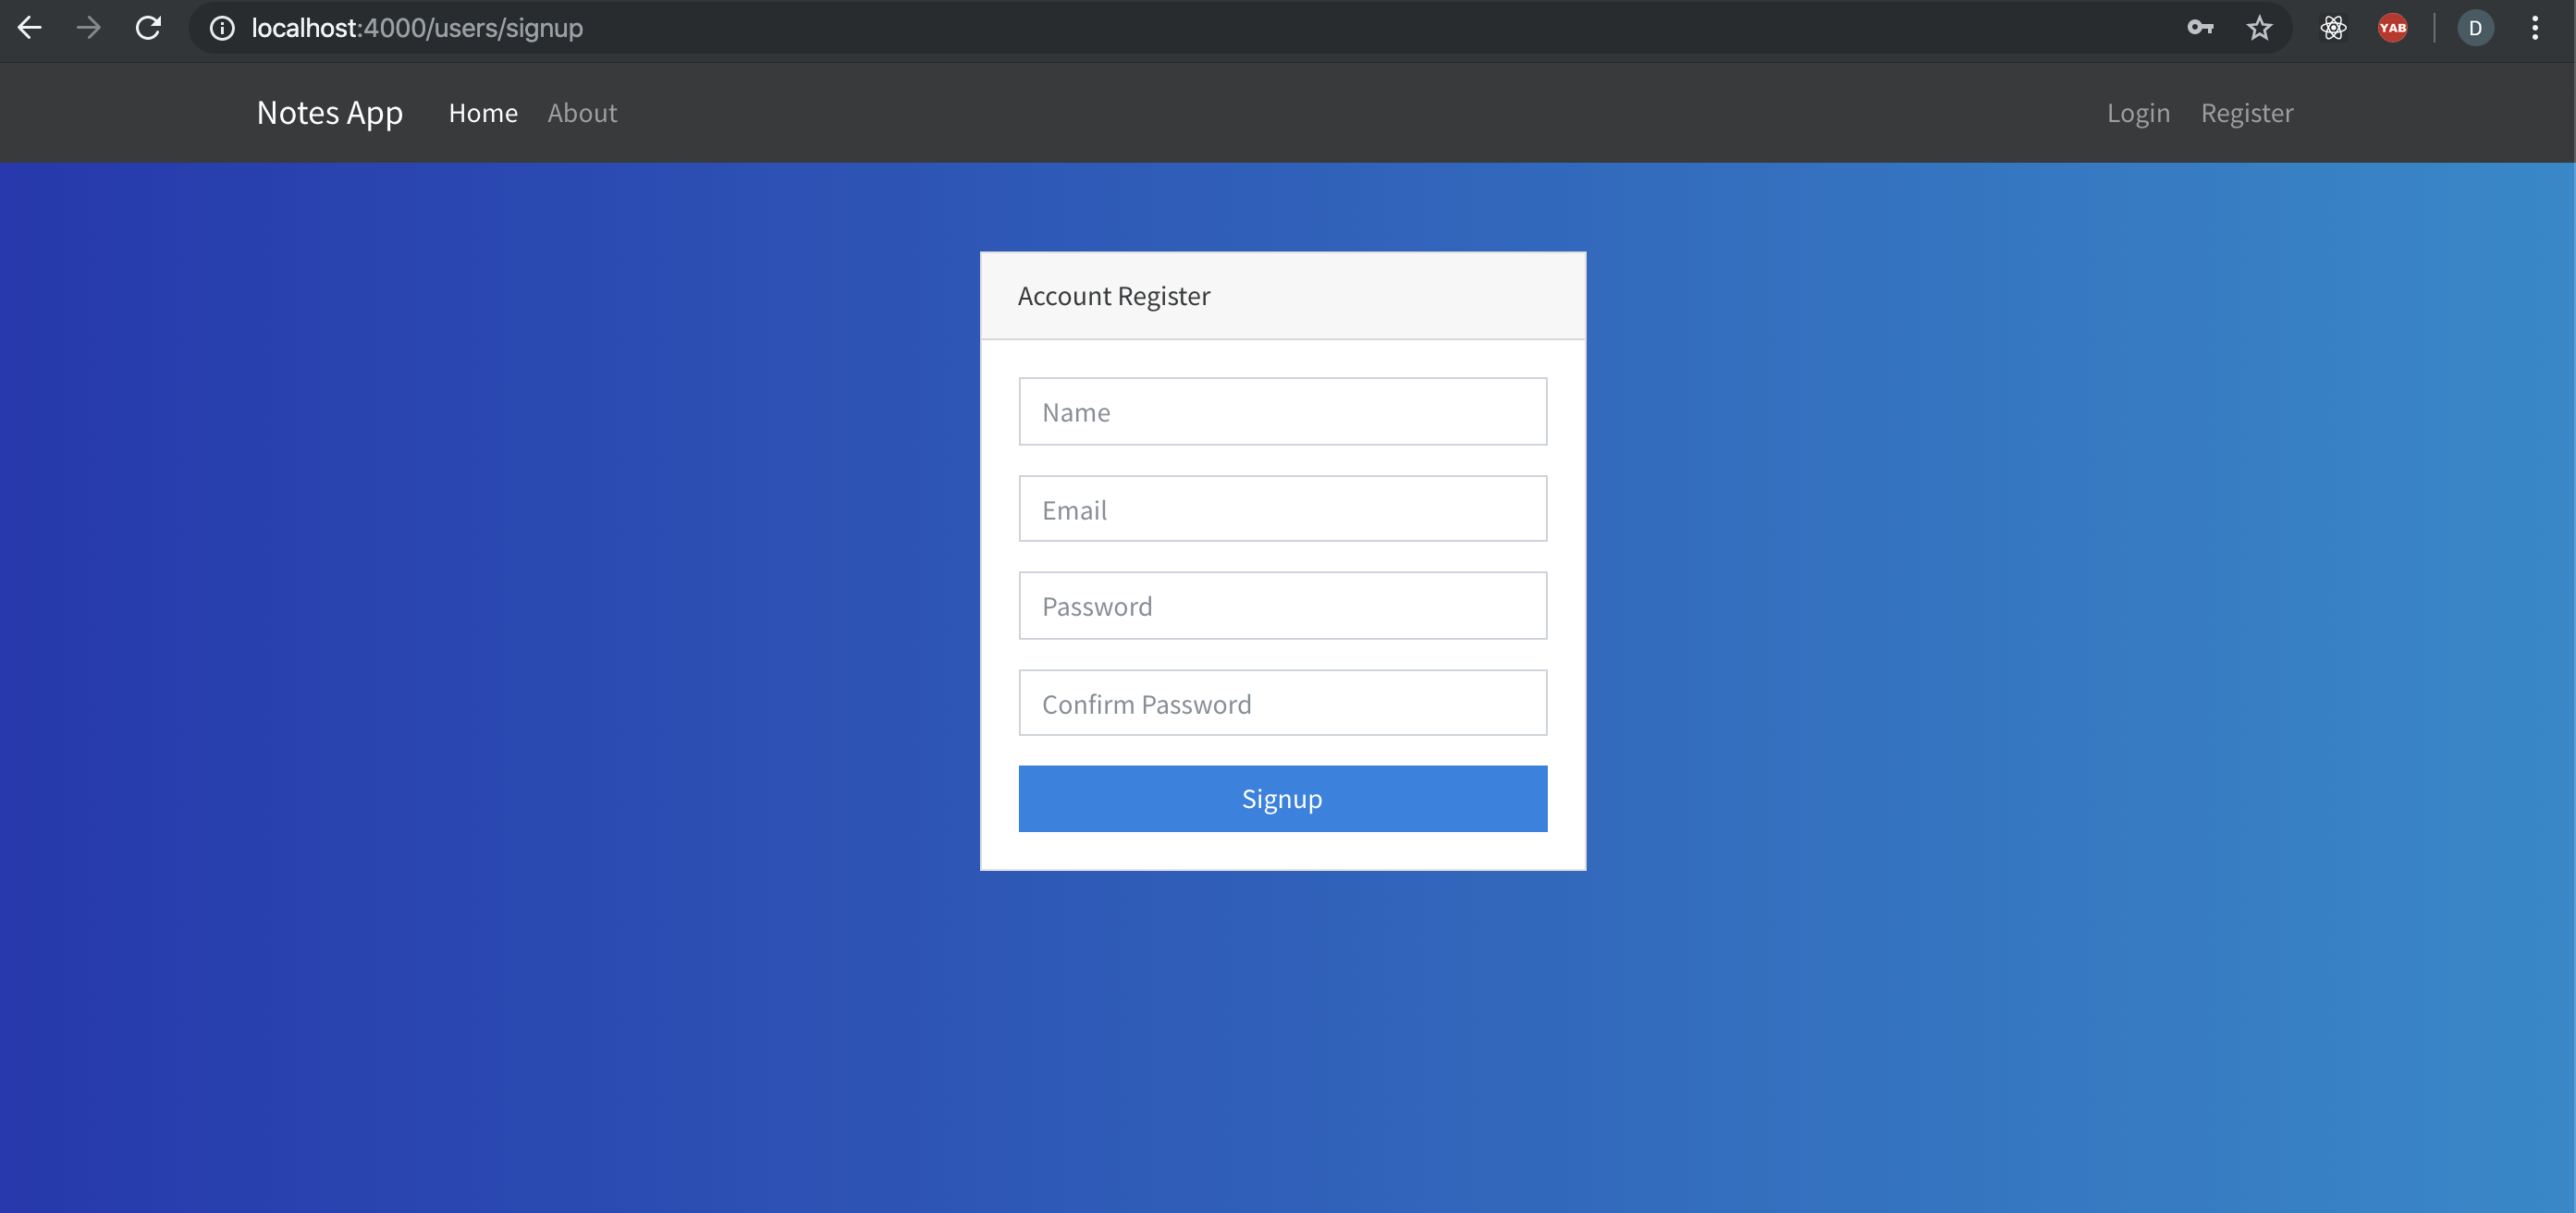 localhost:4000/users/signup
YAB
D
Notes App Home About Login Register
Account Register
Name
Email
Password
Confirm Password
Signup